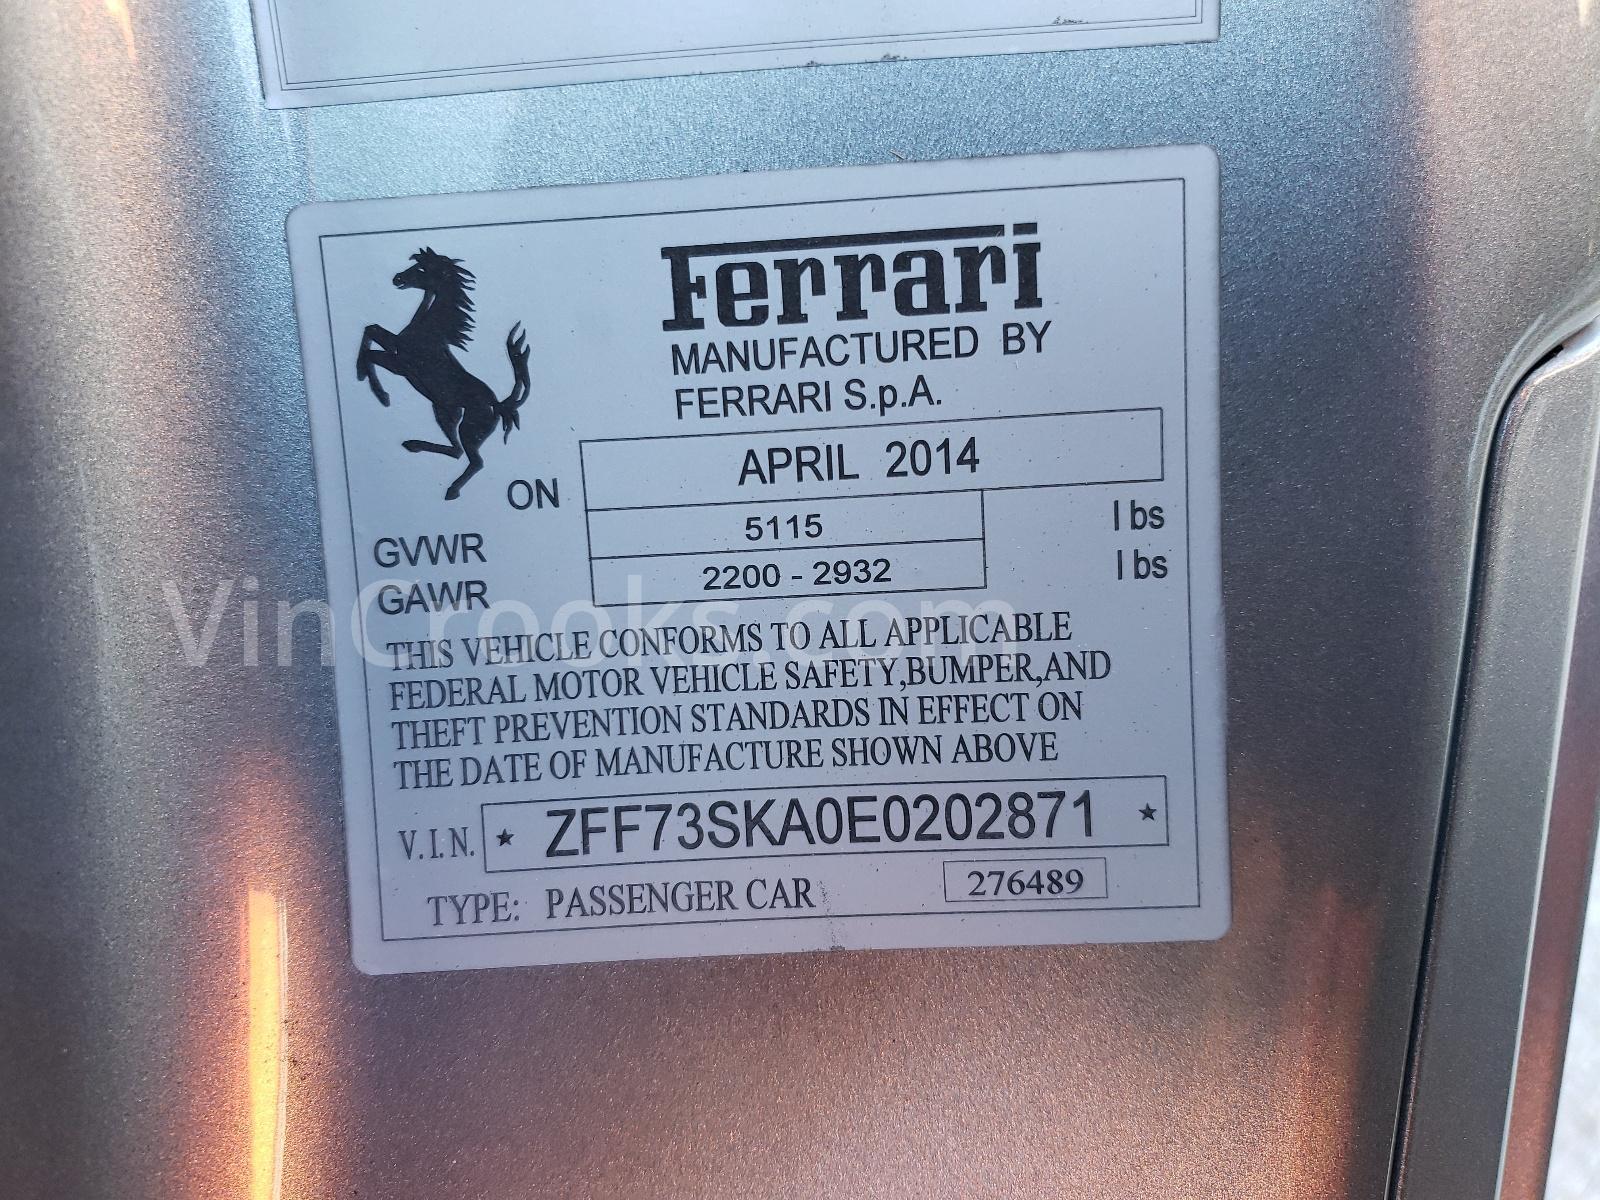 Ferrari
MANUFACTURED BY
FERRARI S.p.A.
ON APRIL 2014
GVWR 5115 lbs
GAWR 2200 - 2932 lbs
VinCrooks.com
THIS VEHICLE CONFORMS TO ALL APPLICABLE
FEDERAL MOTOR VEHICLE SAFETY,BUMPER,AND
THEFT PREVENTION STANDARDS IN EFFECT ON
THE DATE OF MANUFACTURE SHOWN ABOVE
V.I.N. ★ ZFF73SKA0E0202871 ★
TYPE: PASSENGER CAR 276489